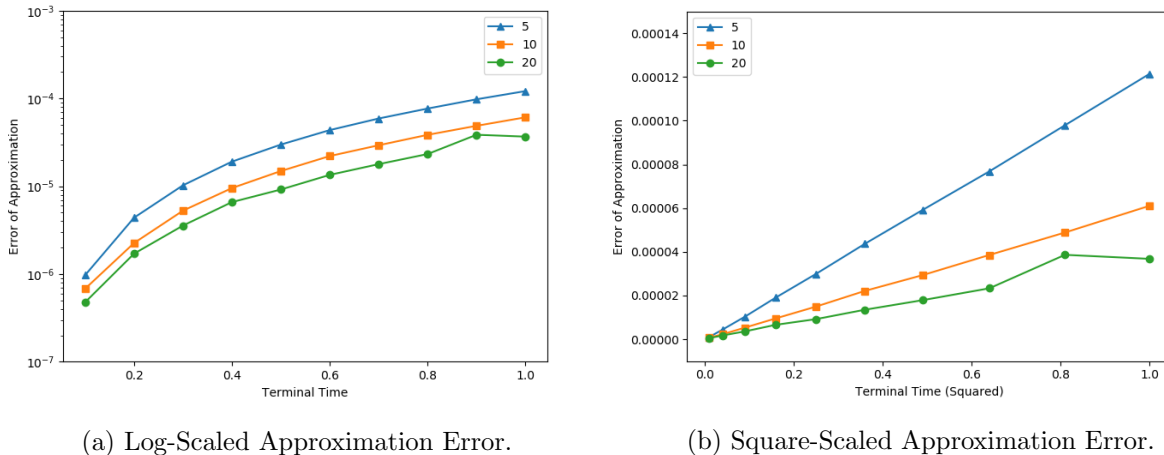 10⁻³
10⁻⁴
10⁻⁵
10⁻⁶
10⁻⁷
Error of Approximation
0.2 0.4 0.6 0.8 1.0
Terminal Time
5
10
20
(a) Log-Scaled Approximation Error.
0.00014
0.00012
0.00010
0.00008
0.00006
0.00004
0.00002
0.00000
Error of Approximation
0.0 0.2 0.4 0.6 0.8 1.0
Terminal Time (Squared)
5
10
20
(b) Square-Scaled Approximation Error.